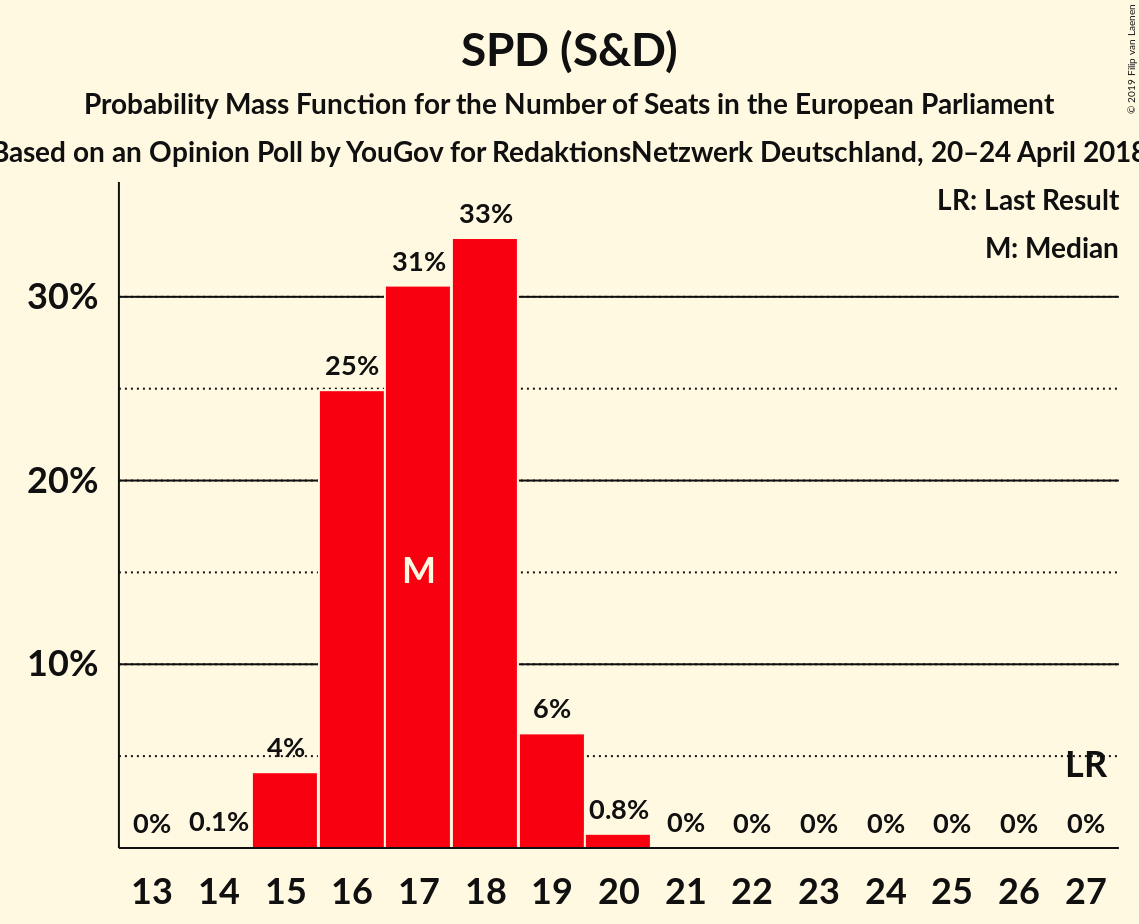 SPD (S&D)
Probability Mass Function for the Number of Seats in the European Parliament
Based on an Opinion Poll by YouGov for RedaktionsNetzwerk Deutschland, 20–24 April 2018
© 2019 Filip van Laenen
LR: Last Result
M: Median
33%
31%
30%
25%
20%
M
10%
6%
4%
LR
0% 0.1% 0.8% 0% 0% 0% 0% 0% 0% 0%
13 14 15 16 17 18 19 20 21 22 23 24 25 26 27